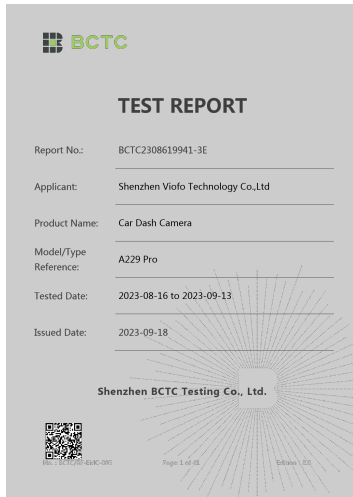 BCTC
TEST REPORT
Report No.: BCTC2308619941-3E
Applicant: Shenzhen Viofo Technology Co.,Ltd
Product Name: Car Dash Camera
Model/Type
Reference: A229 Pro
Tested Date: 2023-08-16 to 2023-09-13
Issued Date: 2023-09-18
Shenzhen BCTC Testing Co., Ltd.